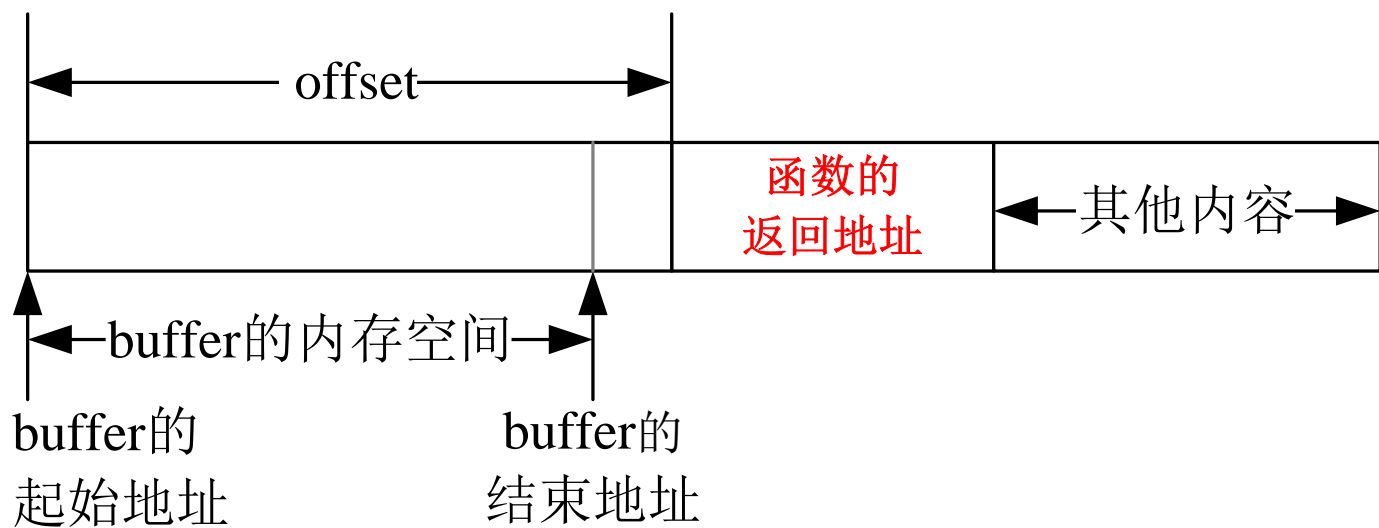 offset
函数的
返回地址
其他内容
buffer的内存空间
buffer的
起始地址
buffer的
结束地址